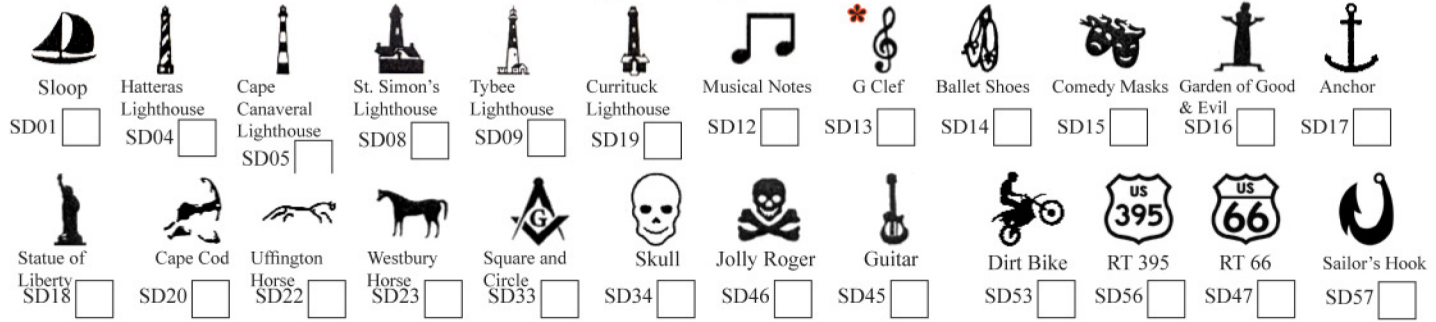 Sloop
SD01
Hatteras
Lighthouse
SD04
Cape
Canaveral
Lighthouse
SD05
St. Simon's
Lighthouse
SD08
Tybee
Lighthouse
SD09
Currituck
Lighthouse
SD19
Musical Notes
SD12
*
G Clef
SD13
Ballet Shoes
SD14
Comedy Masks
SD15
Garden of Good
& Evil
SD16
Anchor
SD17
Statue of
Liberty
SD18
Cape Cod
SD20
Uffington
Horse
SD22
Westbury
Horse
SD23
G
Square and
Circle
SD33
Skull
SD34
Jolly Roger
SD46
Guitar
SD45
Dirt Bike
SD53
US
395
RT 395
SD56
US
66
RT 66
SD47
Sailor's Hook
SD57